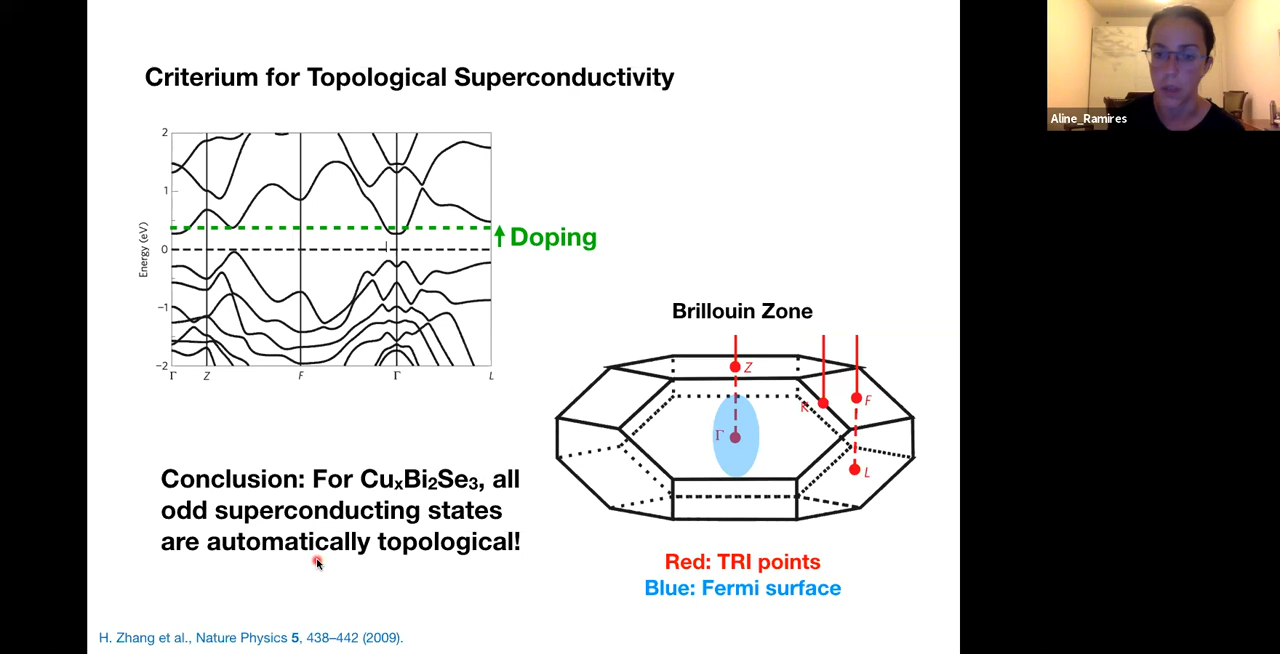 Criterium for Topological Superconductivity
Aline_Ramires
2
1
0
−1
−2
Energy (eV)
Γ Z F Γ L
Doping
Brillouin Zone
Z
F
Γ
L
Conclusion: For CuₓBi₂Se₃, all
odd superconducting states
are automatically topological!
Red: TRI points
Blue: Fermi surface
H. Zhang et al., Nature Physics 5, 438–442 (2009).